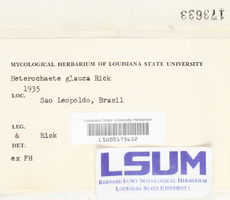 173633
MYCOLOGICAL HERBARIUM OF LOUISIANA STATE UNIVERSITY
Heterochaete glauca Rick
1935
LOC.
Sao Leopoldo, Brasil
LEG.
& Rick
DET.
ex FH
Louisiana State University Herbarium
LSU00175452
LSUM
BERNARD LOWY MYCOLOGICAL HERBARIUM
LOUISIANA STATE UNIVERSITY